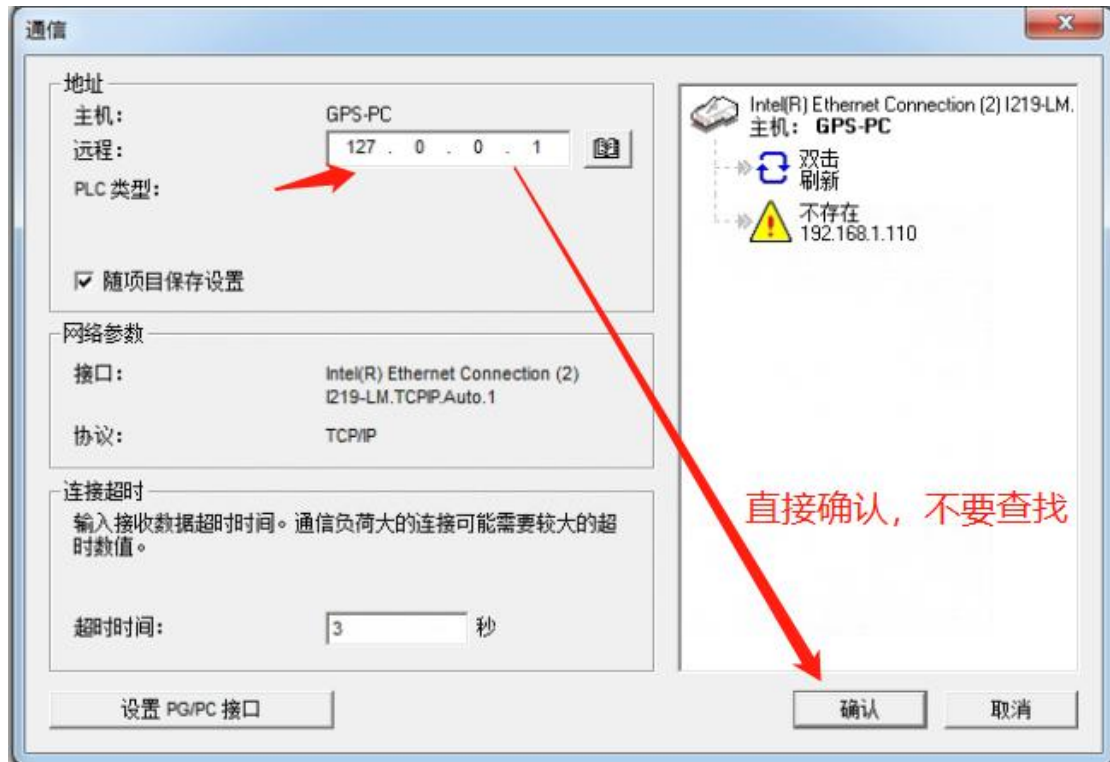 通信
地址
主机：
GPS-PC
远程：
127 . 0 . 0 . 1
PLC 类型：
随项目保存设置
网络参数
接口：
Intel(R) Ethernet Connection (2)
I219-LM.TCPIP.Auto.1
协议：
TCP/IP
连接超时
输入接收数据超时时间。通信负荷大的连接可能需要较大的超
时数值。
超时时间：
3
秒
设置 PG/PC 接口
Intel(R) Ethernet Connection (2) I219-LM.
主机： GPS-PC
双击
刷新
不存在
192.168.1.110
直接确认，不要查找
确认
取消